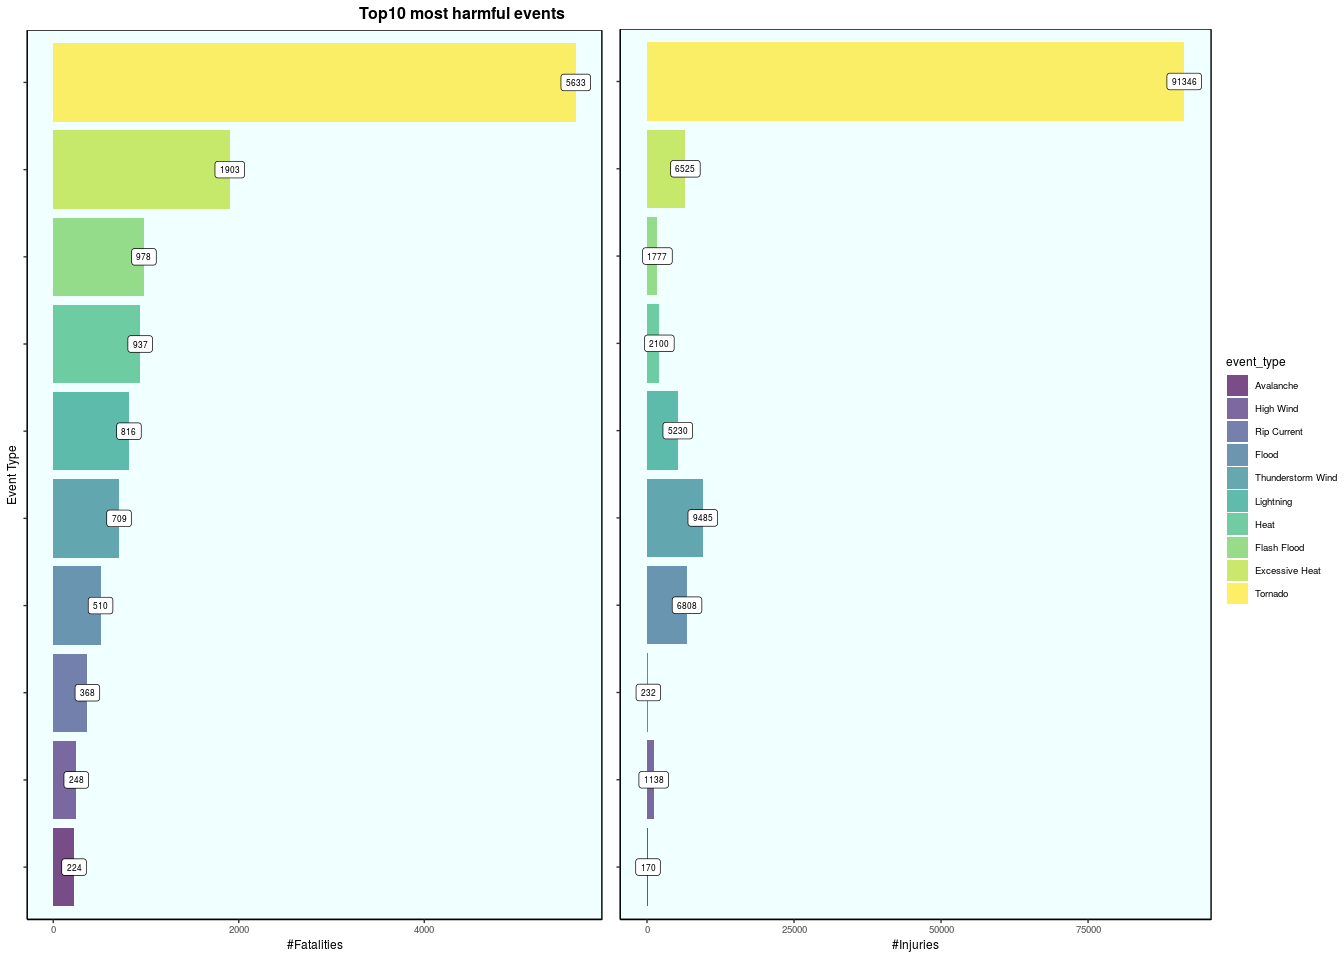 Top10 most harmful events
Event Type
5633
1903
978
937
816
709
510
368
248
224
0
2000
4000
#Fatalities
91346
6525
1777
2100
5230
9485
6808
232
1138
170
0
25000
50000
75000
#Injuries
event_type
Avalanche
High Wind
Rip Current
Flood
Thunderstorm Wind
Lightning
Heat
Flash Flood
Excessive Heat
Tornado